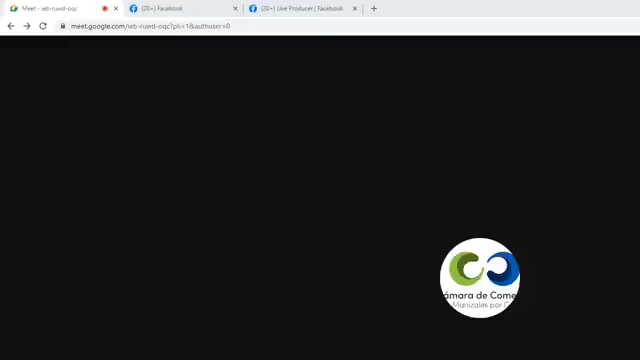 Meet - ieb-ruwd-oqc
(20+) Facebook
(20+) Live Producer | Facebook
meet.google.com/ieb-ruwd-oqc?pli=1&authuser=0
ámara de Come
Manizales por C